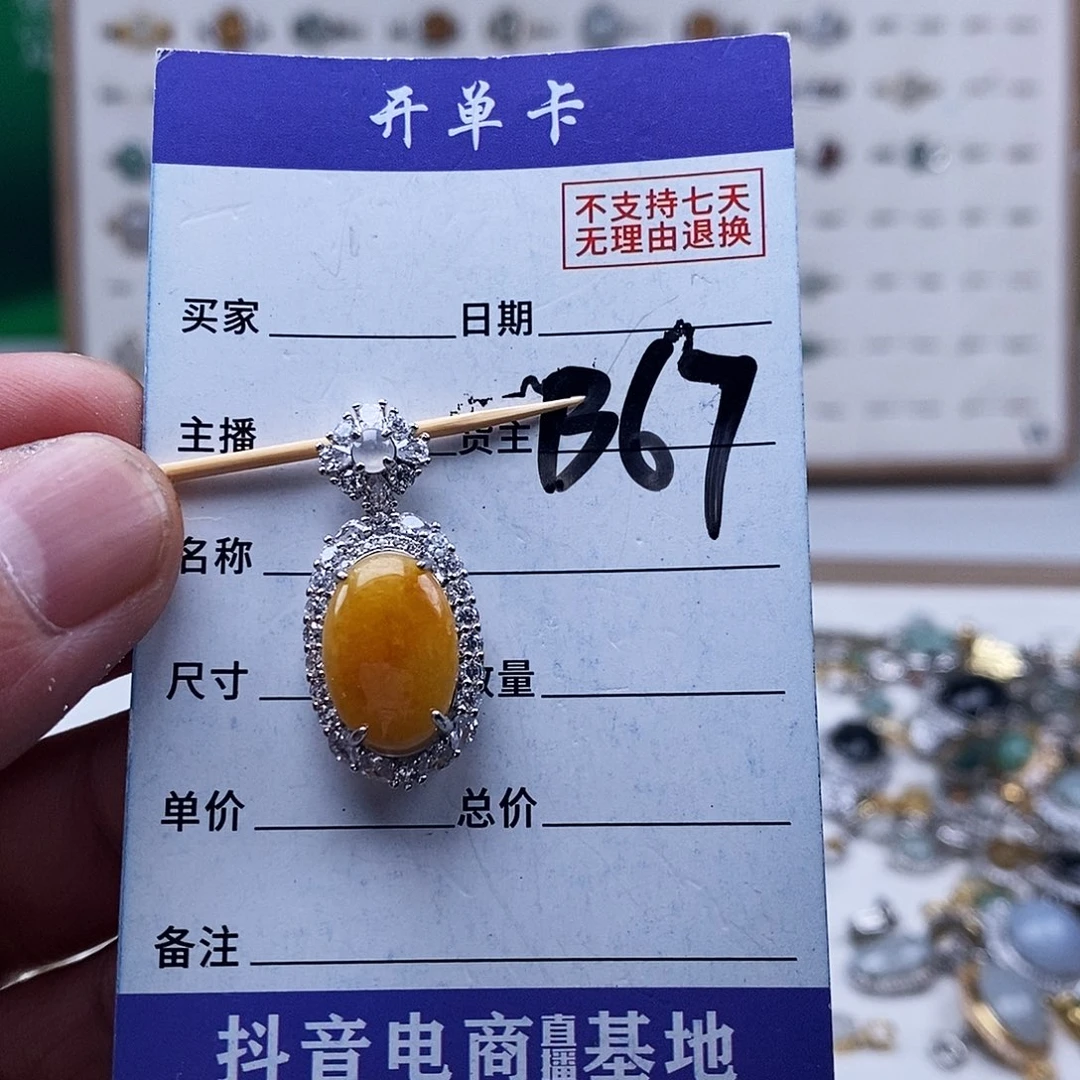 开单卡
不支持七天
无理由退换
买家 日期
主播 货主 B67
名称
尺寸 数量
单价 总价
备注
抖音电商直播基地